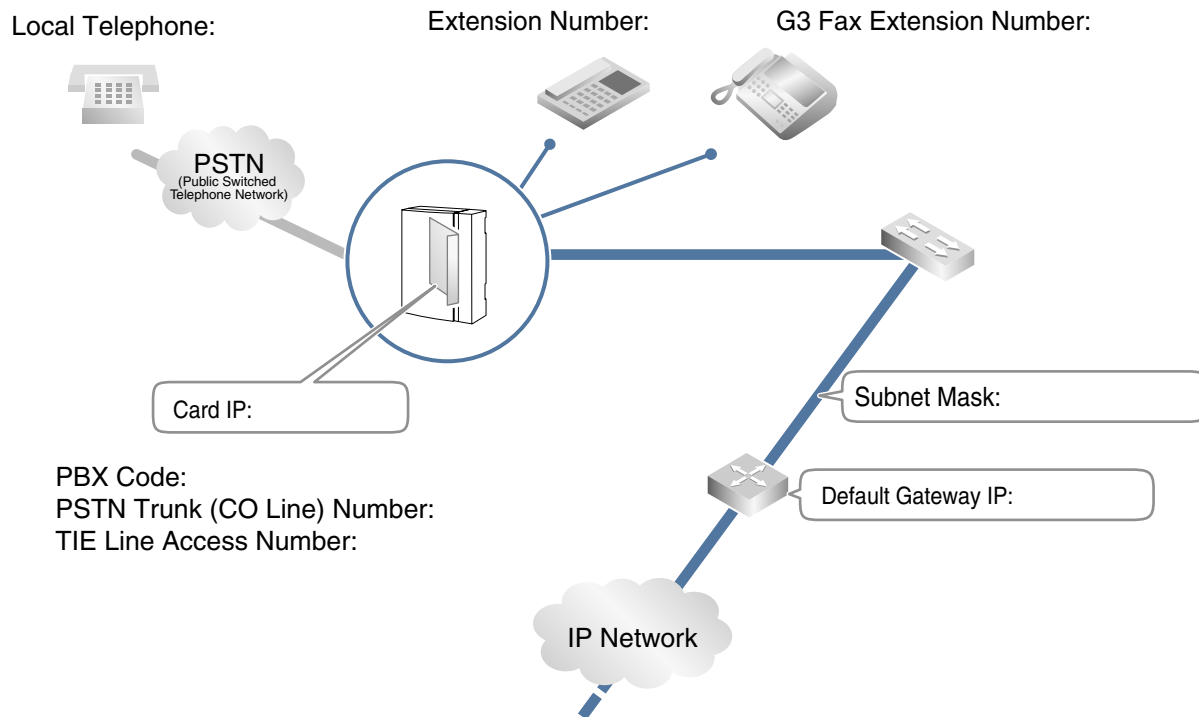 Local Telephone:
Extension Number:
G3 Fax Extension Number:
PSTN
(Public Switched
Telephone Network)
Card IP:
Subnet Mask:
PBX Code:
PSTN Trunk (CO Line) Number:
TIE Line Access Number:
Default Gateway IP:
IP Network